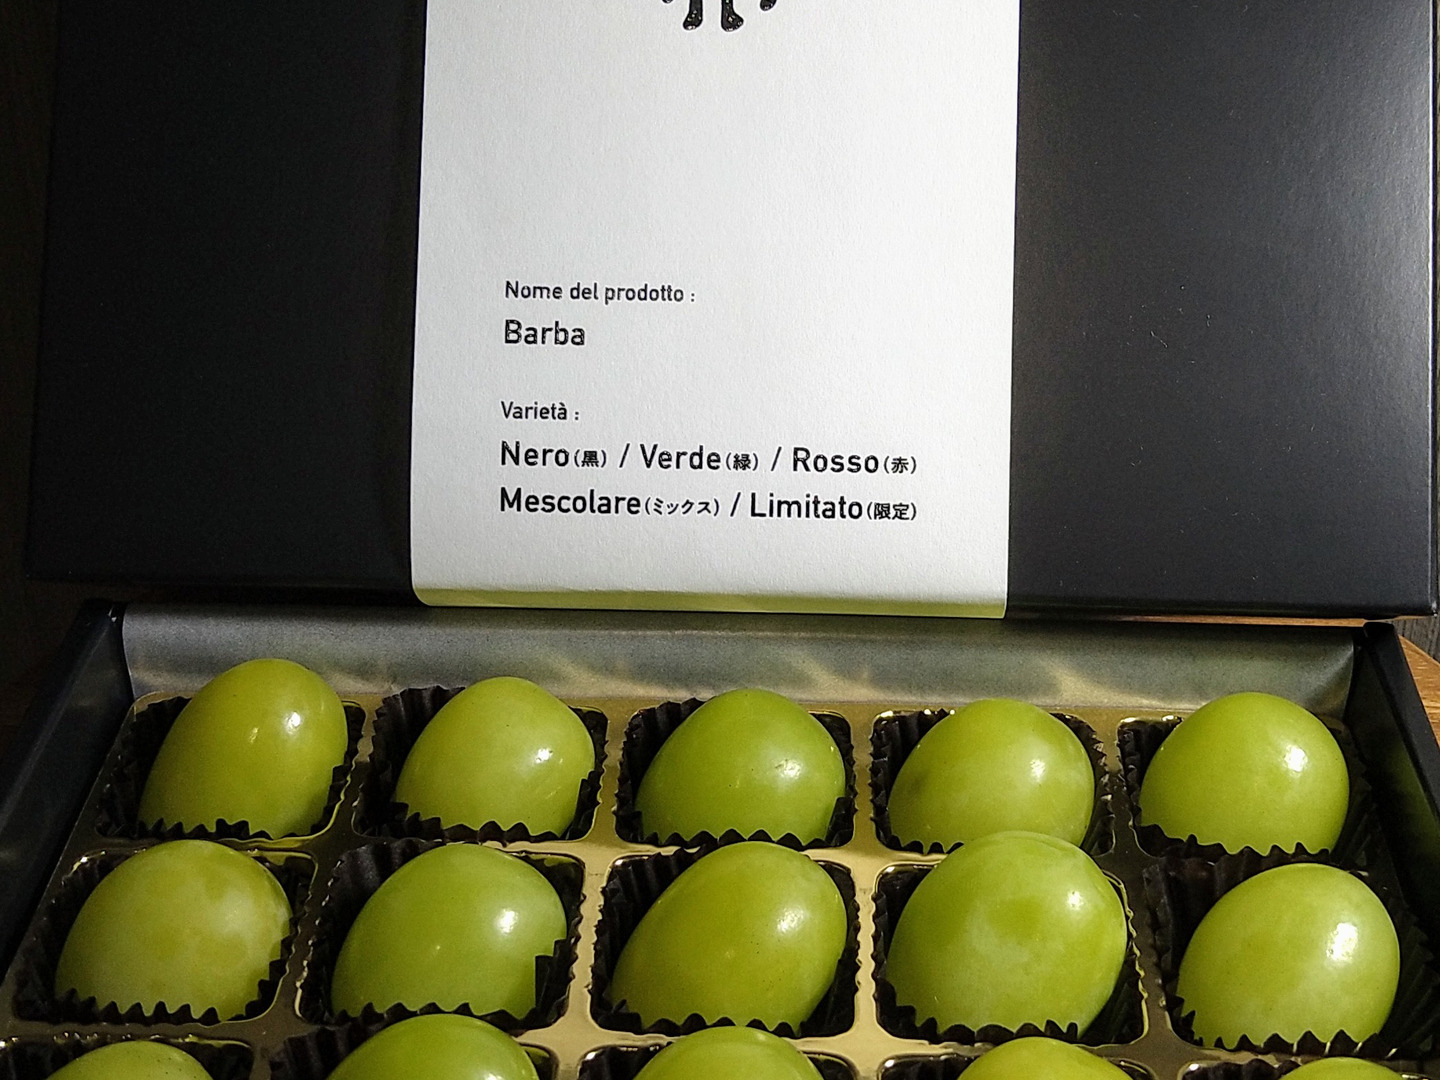 Nome del prodotto :
Barba
Varietà :
Nero(黒) / Verde(緑) / Rosso(赤)
Mescolare(ミックス) / Limitato(限定)